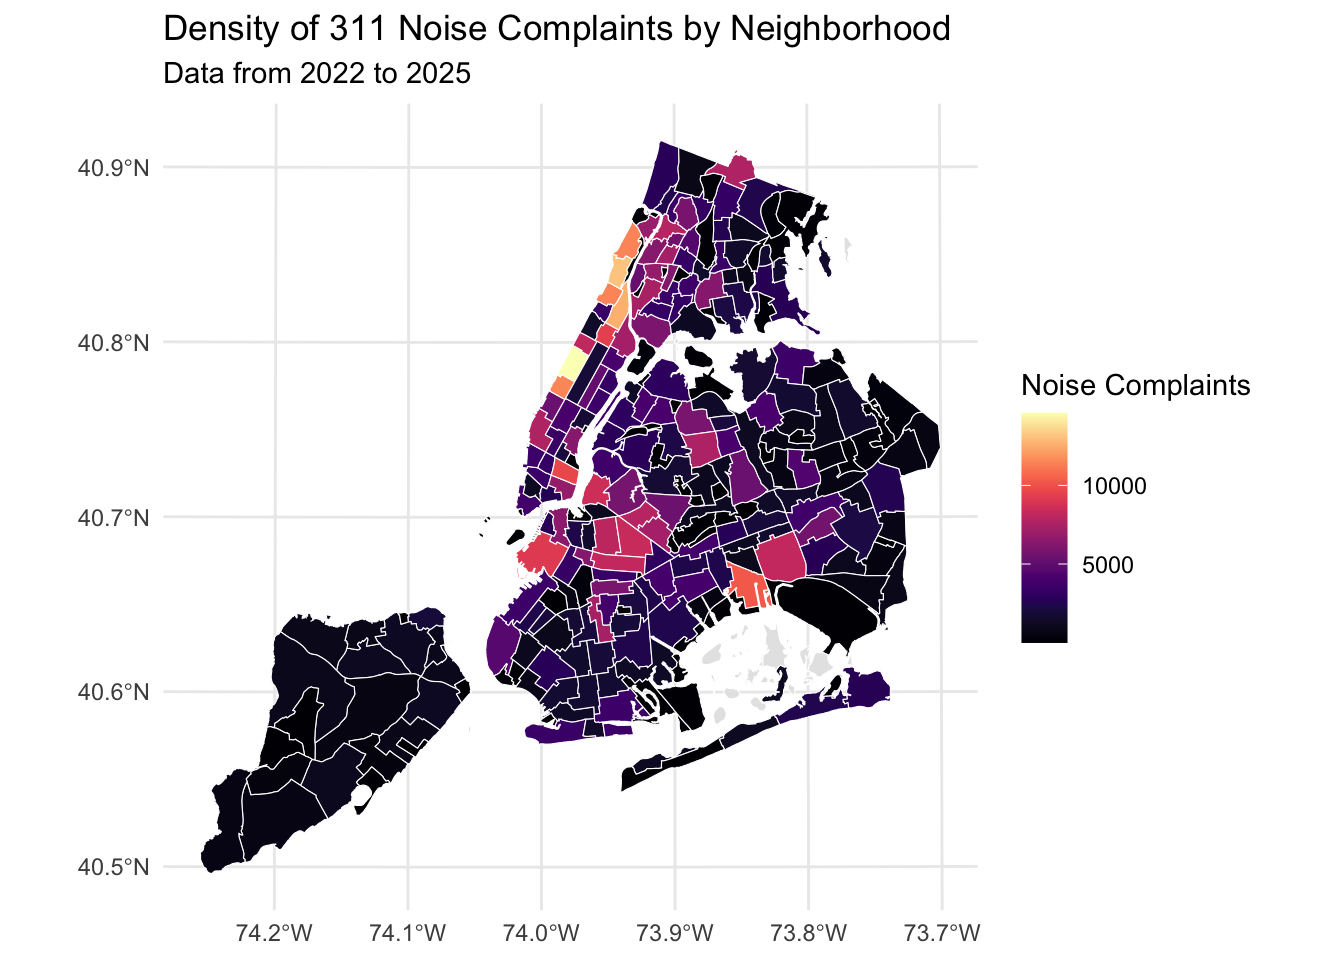 Density of 311 Noise Complaints by Neighborhood
Data from 2022 to 2025
40.9°N
40.8°N
40.7°N
40.6°N
40.5°N
74.2°W
74.1°W
74.0°W
73.9°W
73.8°W
73.7°W
Noise Complaints
10000
5000